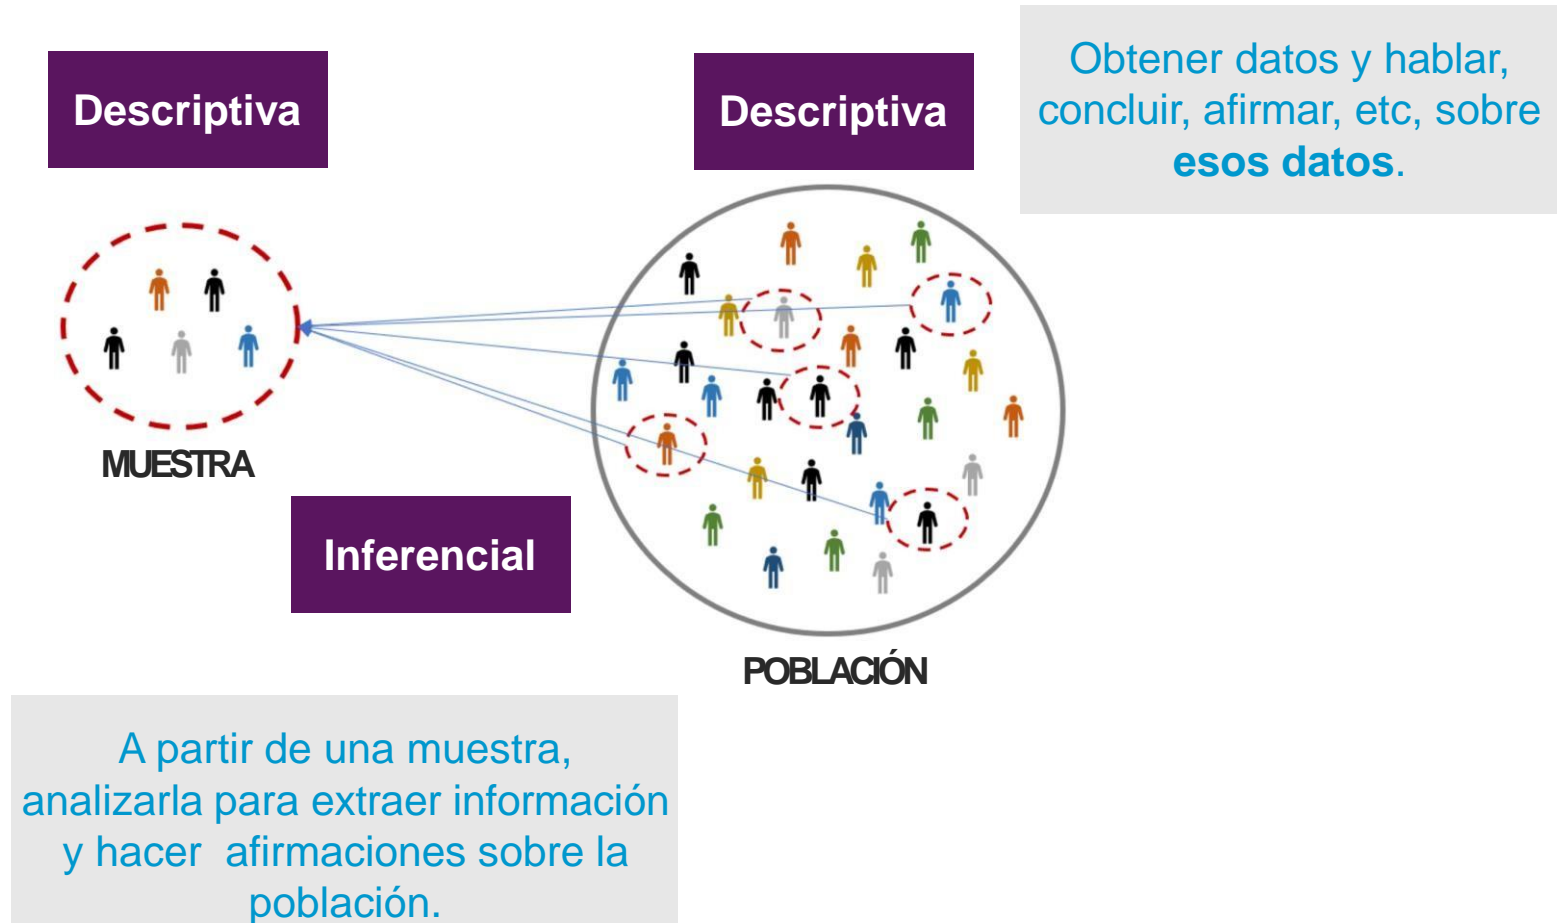 Descriptiva
Descriptiva
Obtener datos y hablar,
concluir, afirmar, etc, sobre
esos datos.
MUESTRA
Inferencial
POBLACIÓN
A partir de una muestra,
analizarla para extraer información
y hacer  afirmaciones sobre la
población.